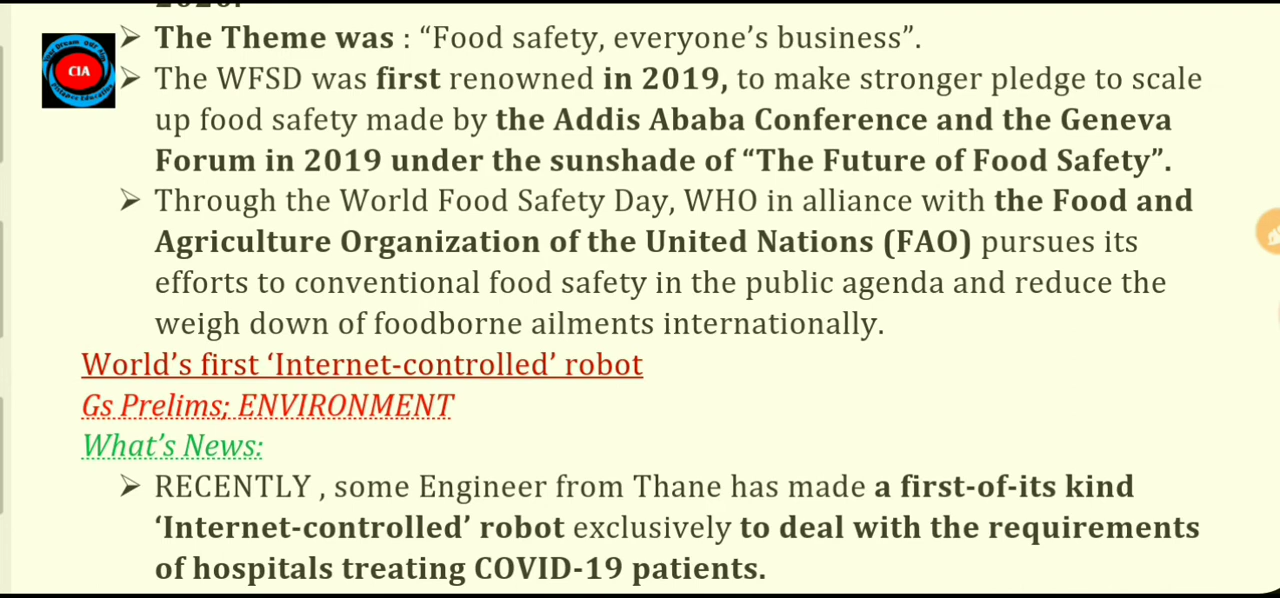 2020.
➢ The Theme was : “Food safety, everyone’s business”.
CIA
➢ The WFSD was first renowned in 2019, to make stronger pledge to scale
up food safety made by the Addis Ababa Conference and the Geneva
Forum in 2019 under the sunshade of “The Future of Food Safety”.
➢ Through the World Food Safety Day, WHO in alliance with the Food and
Agriculture Organization of the United Nations (FAO) pursues its
efforts to conventional food safety in the public agenda and reduce the
weigh down of foodborne ailments internationally.
World’s first ‘Internet-controlled’ robot
Gs Prelims; ENVIRONMENT
What’s News:
➢ RECENTLY , some Engineer from Thane has made a first-of-its kind
‘Internet-controlled’ robot exclusively to deal with the requirements
of hospitals treating COVID-19 patients.